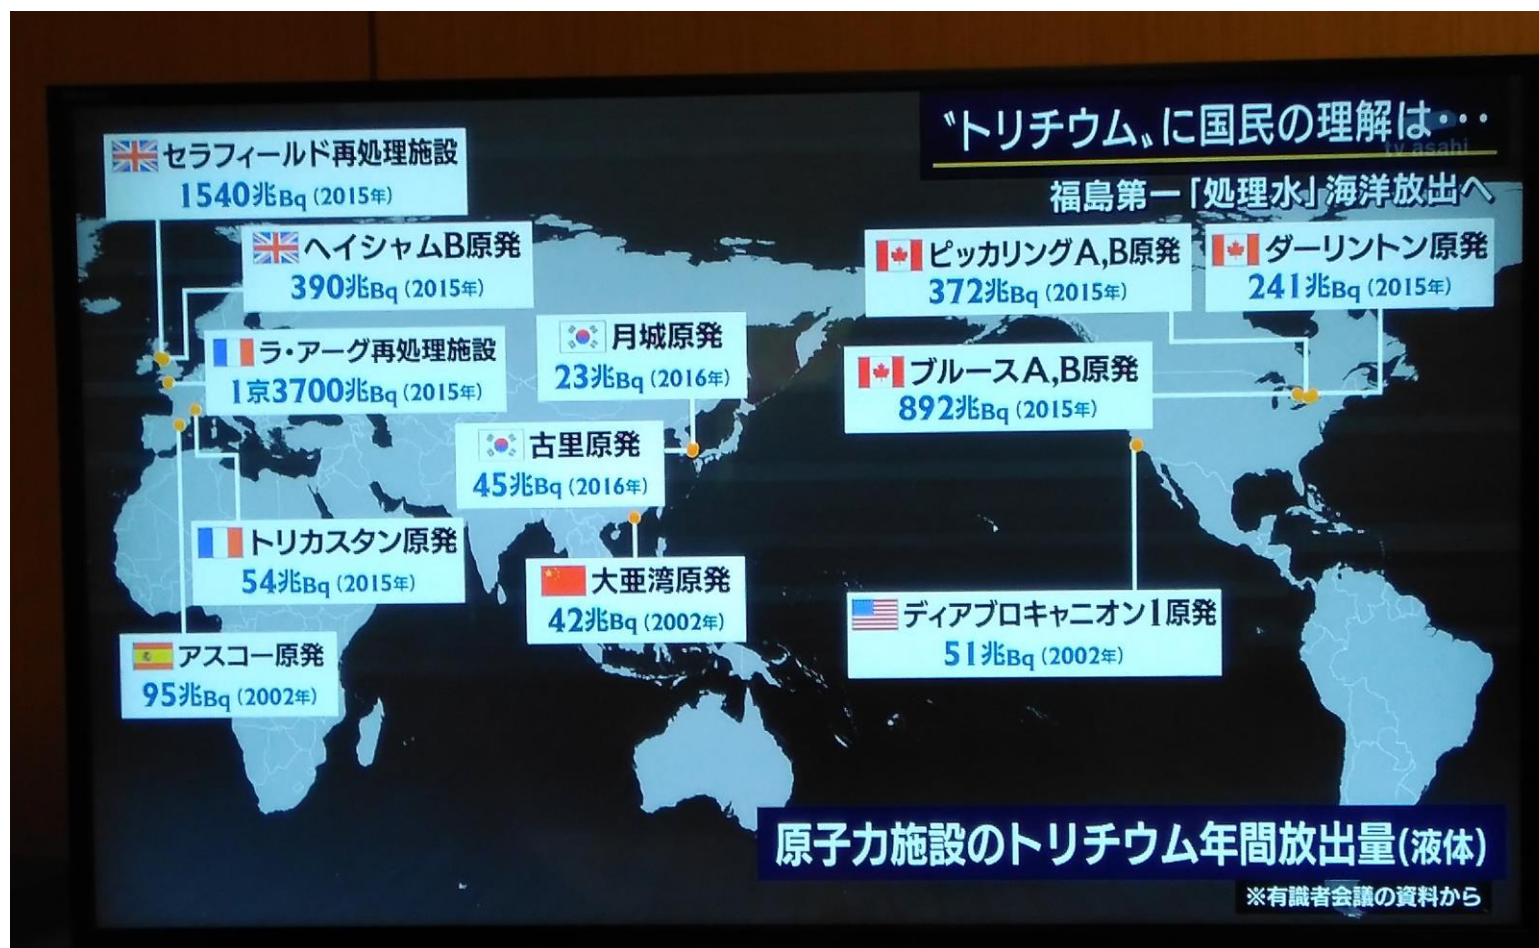 〝トリチウム〟に国民の理解は・・・
tv asahi
福島第一「処理水」海洋放出へ
セラフィールド再処理施設
1540兆Bq(2015年)
ヘイシャムB原発
390兆Bq(2015年)
ラ・アーグ再処理施設
1京3700兆Bq(2015年)
トリカスタン原発
54兆Bq(2015年)
アスコー原発
95兆Bq(2002年)
月城原発
23兆Bq(2016年)
古里原発
45兆Bq(2016年)
大亜湾原発
42兆Bq(2002年)
ピッカリングA,B原発
372兆Bq(2015年)
ダーリントン原発
241兆Bq(2015年)
ブルースA,B原発
892兆Bq(2015年)
ディアブロキャニオン1原発
51兆Bq(2002年)
原子力施設のトリチウム年間放出量(液体)
※有識者会議の資料から